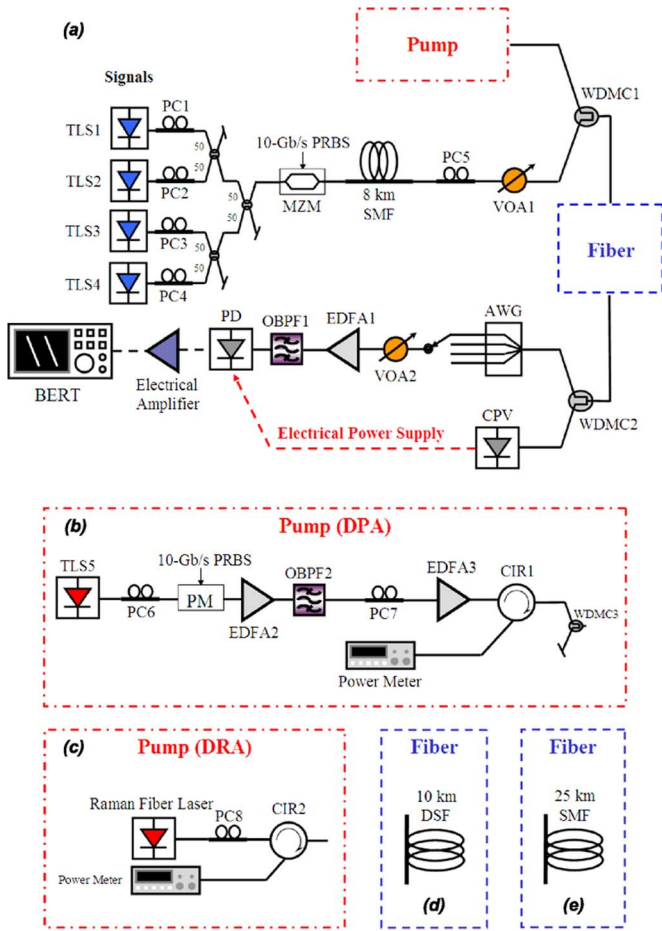 (a)
Pump
Signals
WDMC1
PC1
TLS1
10-Gb/s PRBS
50
50
PC5
TLS2
PC2
50
50
MZM
8 km
SMF
VOA1
TLS3
PC3
50
50
Fiber
TLS4
PC4
PD
OBPF1
EDFA1
AWG
VOA2
BERT
Electrical
Amplifier
CPV
WDMC2
Electrical Power Supply
(b)
Pump (DPA)
TLS5
10-Gb/s PRBS
OBPF2
EDFA3
CIR1
PC6
PM
EDFA2
PC7
WDMC3
Power Meter
(c)
Pump (DRA)
Fiber
Fiber
Raman Fiber Laser
PC8
CIR2
10 km
DSF
25 km
SMF
Power Meter
(d)
(e)